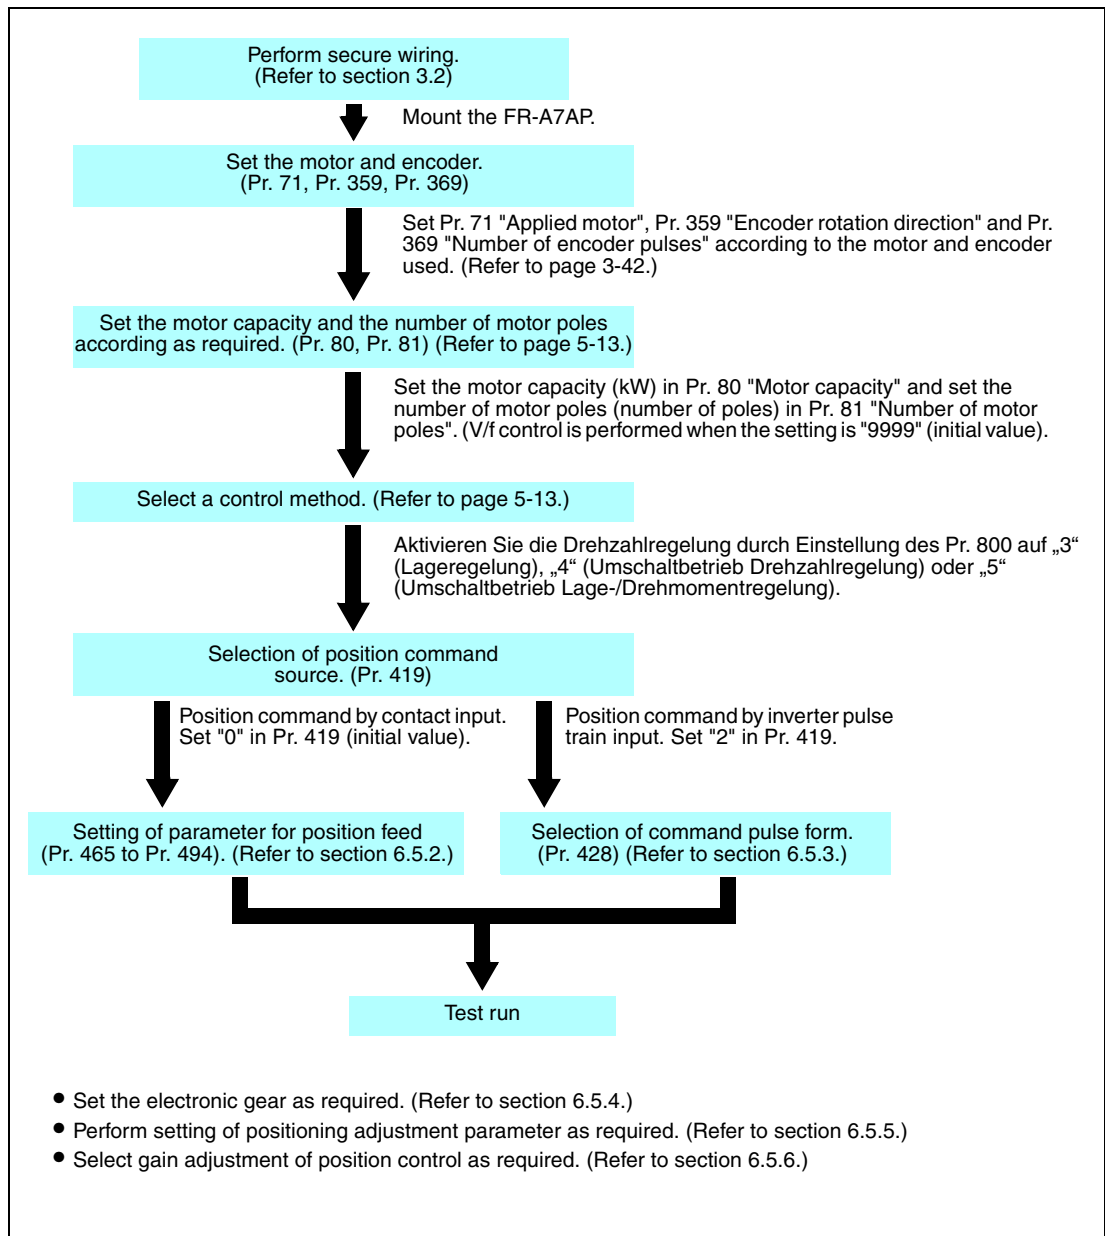 Perform secure wiring.
(Refer to section 3.2)
Mount the FR-A7AP.
Set the motor and encoder.
(Pr. 71, Pr. 359, Pr. 369)
Set Pr. 71 "Applied motor", Pr. 359 "Encoder rotation direction" and Pr.
369 "Number of encoder pulses" according to the motor and encoder
used. (Refer to page 3-42.)
Set the motor capacity and the number of motor poles
according as required. (Pr. 80, Pr. 81) (Refer to page 5-13.)
Set the motor capacity (kW) in Pr. 80 "Motor capacity" and set the
number of motor poles (number of poles) in Pr. 81 "Number of motor
poles". (V/f control is performed when the setting is "9999" (initial value).
Select a control method. (Refer to page 5-13.)
Aktivieren Sie die Drehzahlregelung durch Einstellung des Pr. 800 auf „3“
(Lageregelung), „4“ (Umschaltbetrieb Drehzahlregelung) oder „5“
(Umschaltbetrieb Lage-/Drehmomentregelung).
Selection of position command
source. (Pr. 419)
Position command by contact input.
Set "0" in Pr. 419 (initial value).
Position command by inverter pulse
train input. Set "2" in Pr. 419.
Setting of parameter for position feed
(Pr. 465 to Pr. 494). (Refer to section 6.5.2.)
Selection of command pulse form.
(Pr. 428) (Refer to section 6.5.3.)
Test run
● Set the electronic gear as required. (Refer to section 6.5.4.)
● Perform setting of positioning adjustment parameter as required. (Refer to section 6.5.5.)
● Select gain adjustment of position control as required. (Refer to section 6.5.6.)